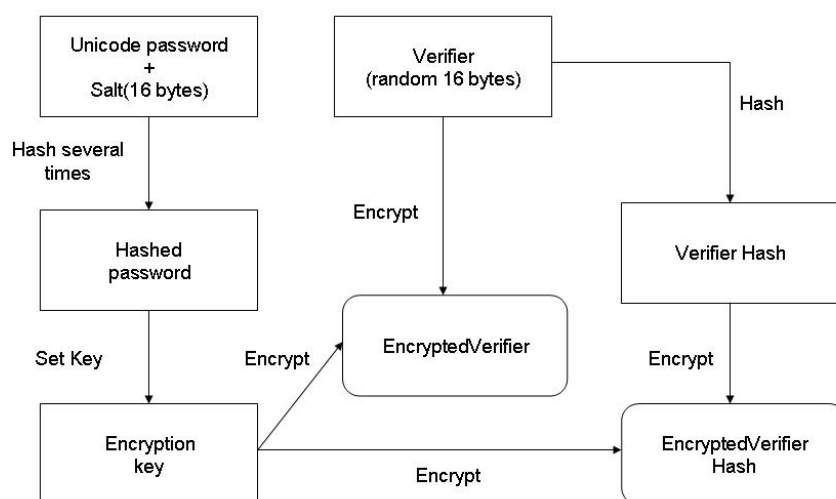 Unicode password
+
Salt(16 bytes)
Verifier
(random 16 bytes)
Hash
Hash several
times
Encrypt
Hashed
password
Verifier Hash
Set Key
Encrypt
EncryptedVerifier
Encrypt
Encryption
key
Encrypt
EncryptedVerifier
Hash